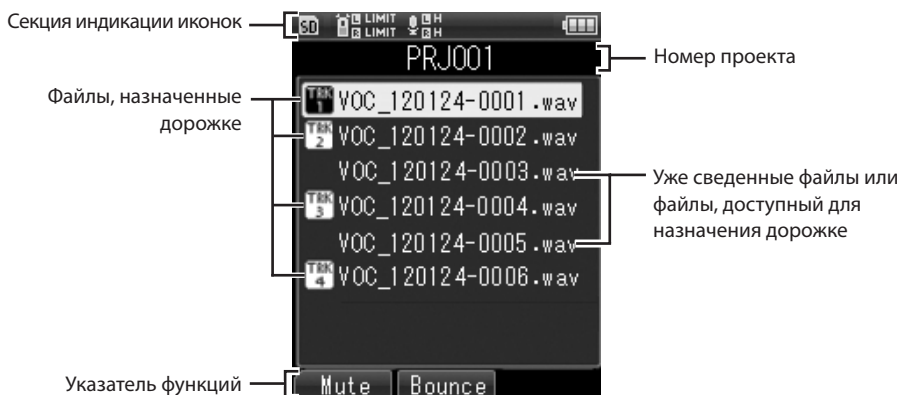 Секция индикации иконок
SD L LIMIT L H
R LIMIT R H
PRJ001
Номер проекта
Файлы, назначенные
дорожке
TRK 1 VOC_120124-0001.wav
TRK 2 VOC_120124-0002.wav
VOC_120124-0003.wav
TRK 3 VOC_120124-0004.wav
VOC_120124-0005.wav
TRK 4 VOC_120124-0006.wav
Уже сведенные файлы или
файлы, доступный для
назначения дорожке
Указатель функций
Mute Bounce